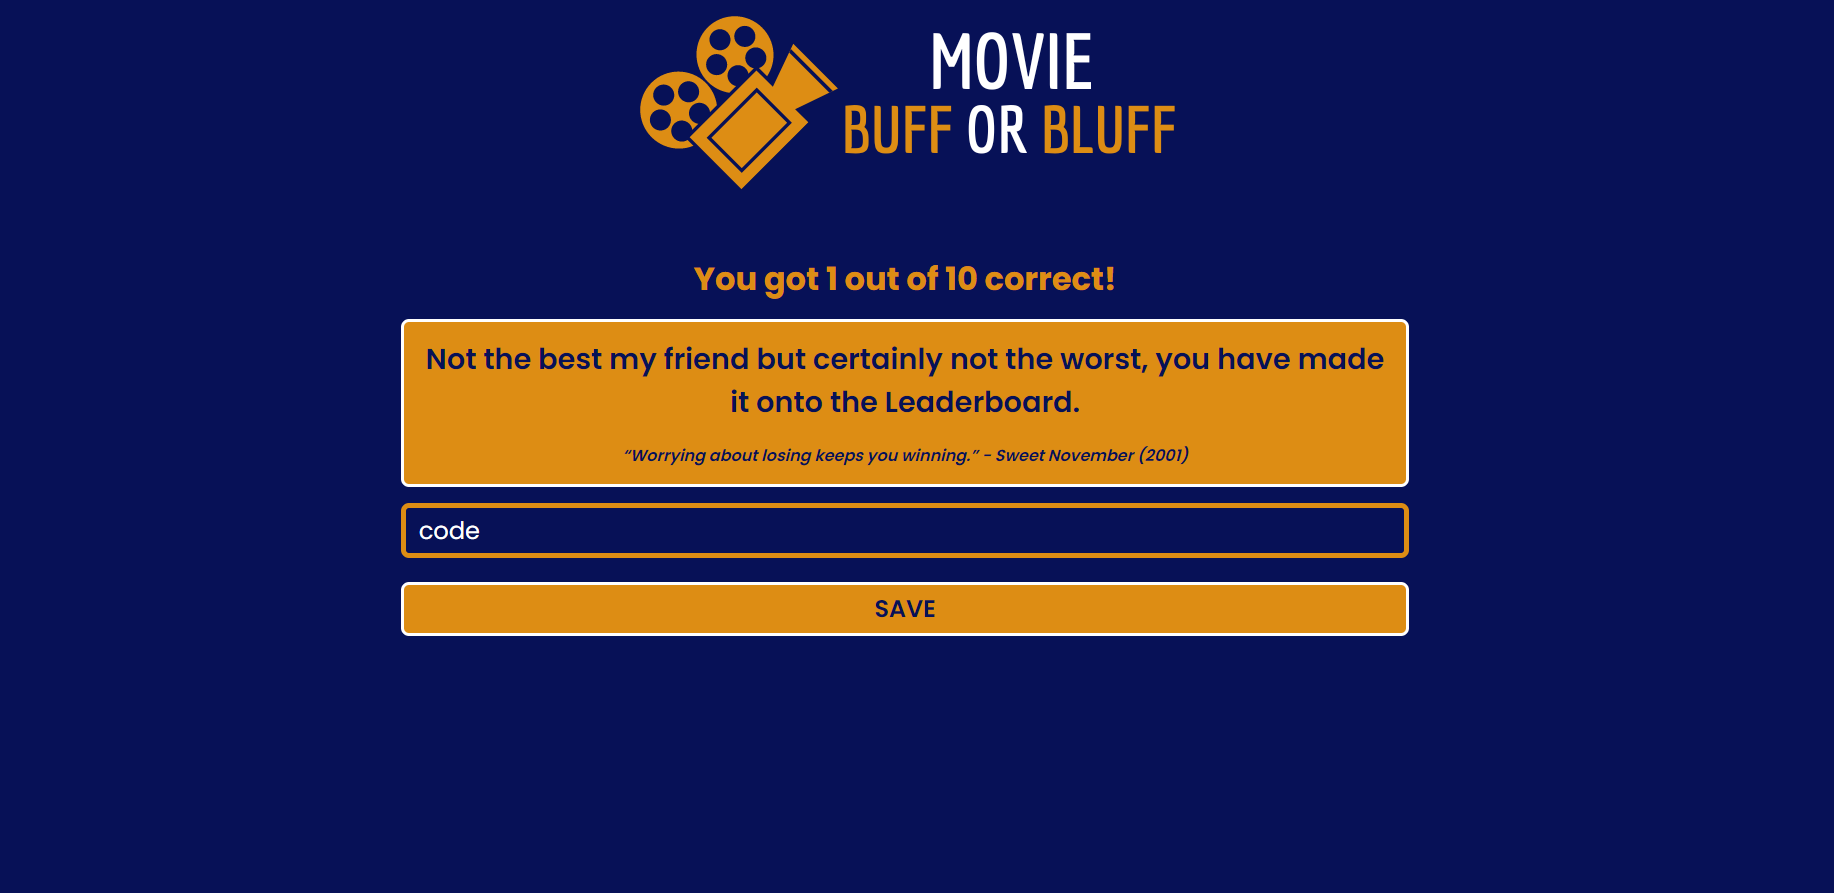 MOVIE
BUFF OR BLUFF
You got 1 out of 10 correct!
Not the best my friend but certainly not the worst, you have made
it onto the Leaderboard.
“Worrying about losing keeps you winning.” - Sweet November (2001)
code
SAVE